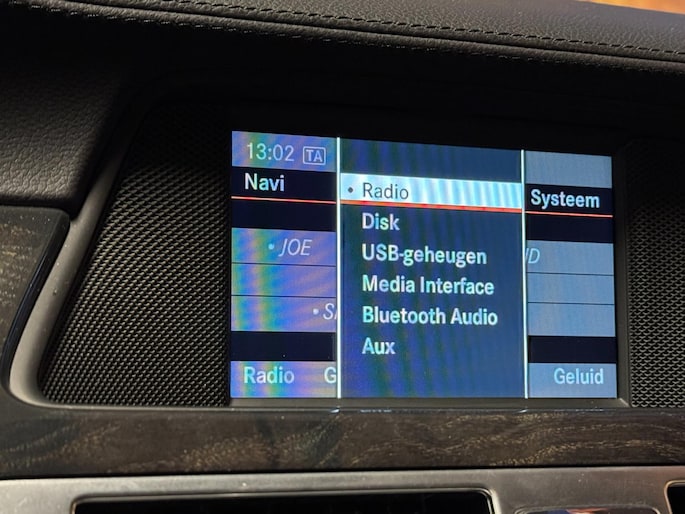 13:02 TA
Navi
Radio
Systeem
Disk
JOE
USB-geheugen
Media Interface
Bluetooth Audio
Aux
Radio
Geluid